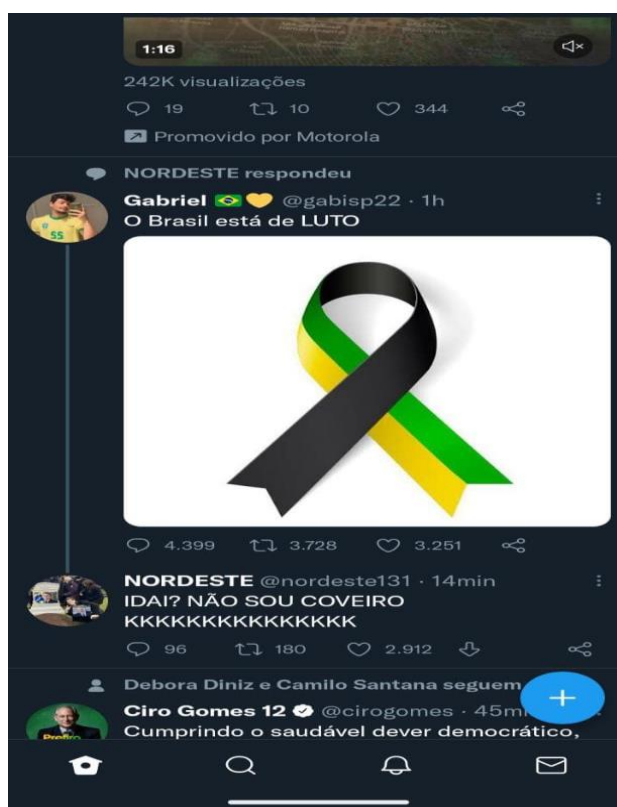 1:16
242K visualizações
19 10 344
Promovido por Motorola
NORDESTE respondeu
Gabriel 🇧🇷 💛 @gabisp22 · 1h
O Brasil está de LUTO
4.399 3.728 3.251
NORDESTE @nordeste131 · 14min
IDAI? NÃO SOU COVEIRO
KKKKKKKKKKKKKKK
96 180 2.912
Debora Diniz e Camilo Santana seguem
Ciro Gomes 12 @cirogomes · 45m
Prefiro
Cumprindo o saudável dever democrático,